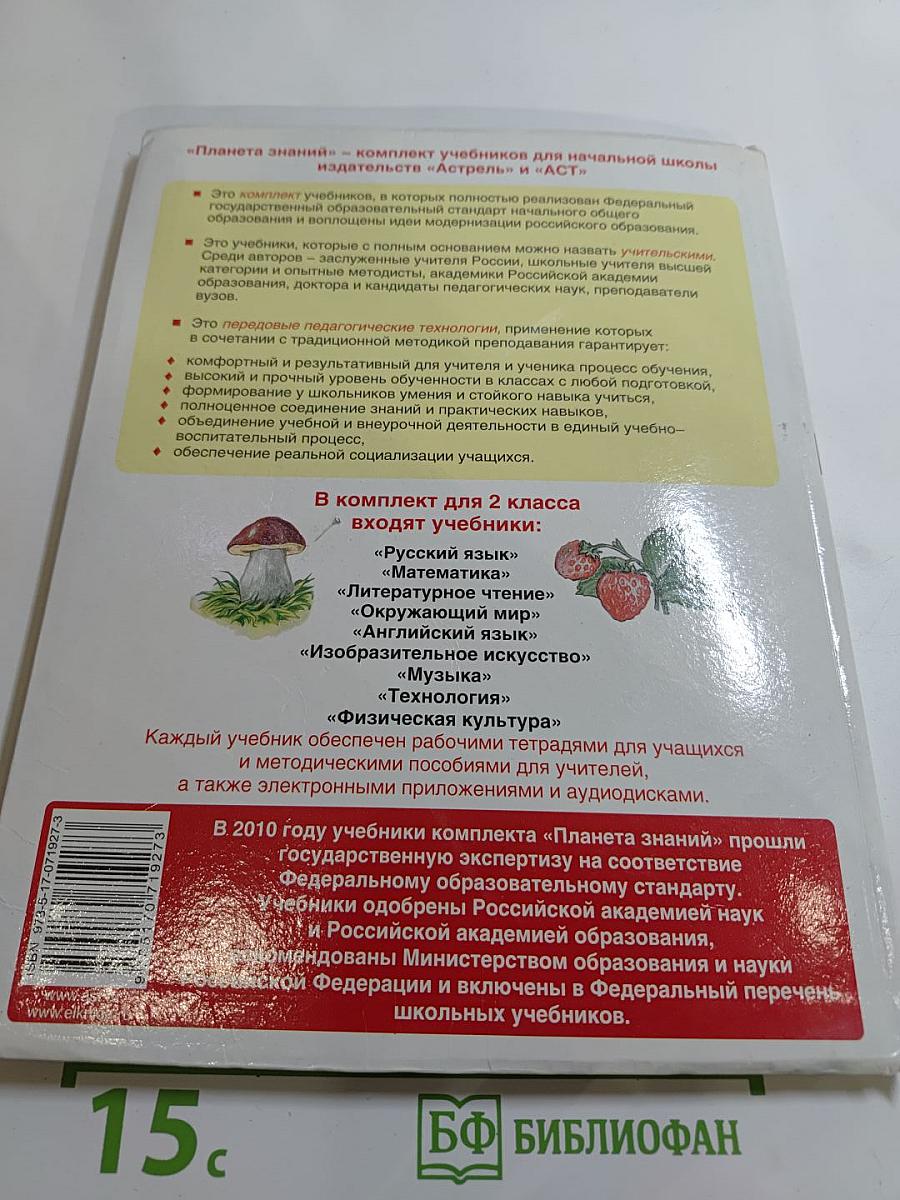 «Планета знаний» – комплект учебников для начальной школы
издательств «Астрель» и «АСТ»
Это комплект учебников, в которых полностью реализован Федеральный
государственный образовательный стандарт начального общего
образования и воплощены идеи модернизации российского образования.
Это учебники, которые с полным основанием можно назвать учительскими.
Среди авторов – заслуженные учителя России, школьные учителя высшей
категории и опытные методисты, академики Российской академии
образования, доктора и кандидаты педагогических наук, преподаватели
вузов.
Это передовые педагогические технологии, применение которых
в сочетании с традиционной методикой преподавания гарантирует:
комфортный и результативный для учителя и ученика процесс обучения,
высокий и прочный уровень обученности в классах с любой подготовкой,
формирование у школьников умения и стойкого навыка учиться,
полноценное соединение знаний и практических навыков,
объединение учебной и внеурочной деятельности в единый учебно–
воспитательный процесс,
обеспечение реальной социализации учащихся.
В комплект для 2 класса
входят учебники:
«Русский язык»
«Математика»
«Литературное чтение»
«Окружающий мир»
«Английский язык»
«Изобразительное искусство»
«Музыка»
«Технология»
«Физическая культура»
Каждый учебник обеспечен рабочими тетрадями для учащихся
и методическими пособиями для учителей,
а также электронными приложениями и аудиодисками.
ISBN 978-5-17-071927-3
В 2010 году учебники комплекта «Планета знаний» прошли
государственную экспертизу на соответствие
Федеральному образовательному стандарту.
Учебники одобрены Российской академией наук
и Российской академией образования,
рекомендованы Министерством образования и науки
Российской Федерации и включены в Федеральный перечень
школьных учебников.
15 с
БФ БИБЛИОФАН